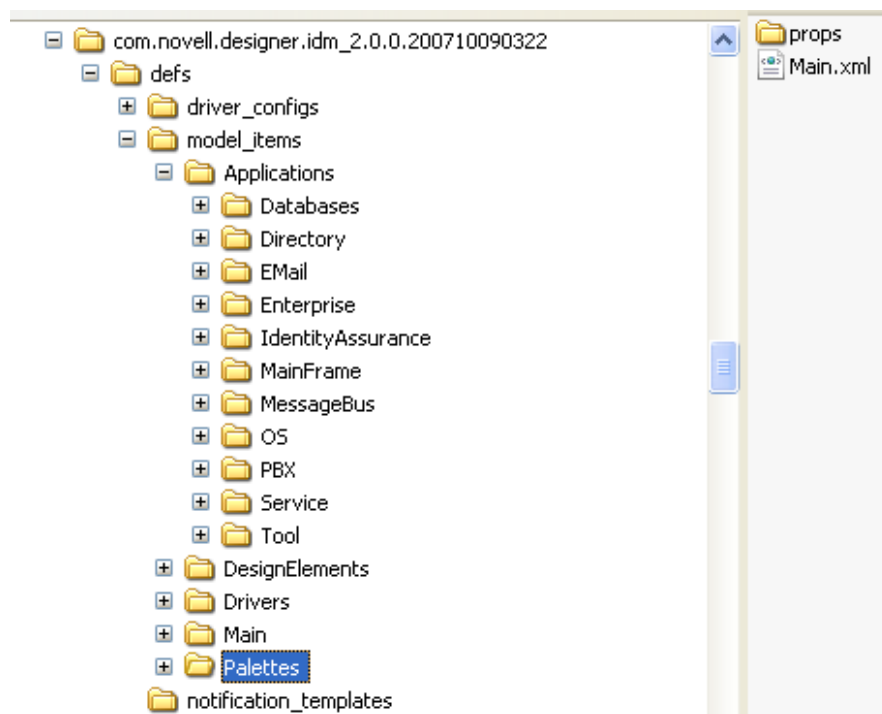 com.novell.designer.idm_2.0.0.200710090322
defs
driver_configs
model_items
Applications
Databases
Directory
EMail
Enterprise
IdentityAssurance
MainFrame
MessageBus
OS
PBX
Service
Tool
DesignElements
Drivers
Main
Palettes
notification_templates
props
Main.xml